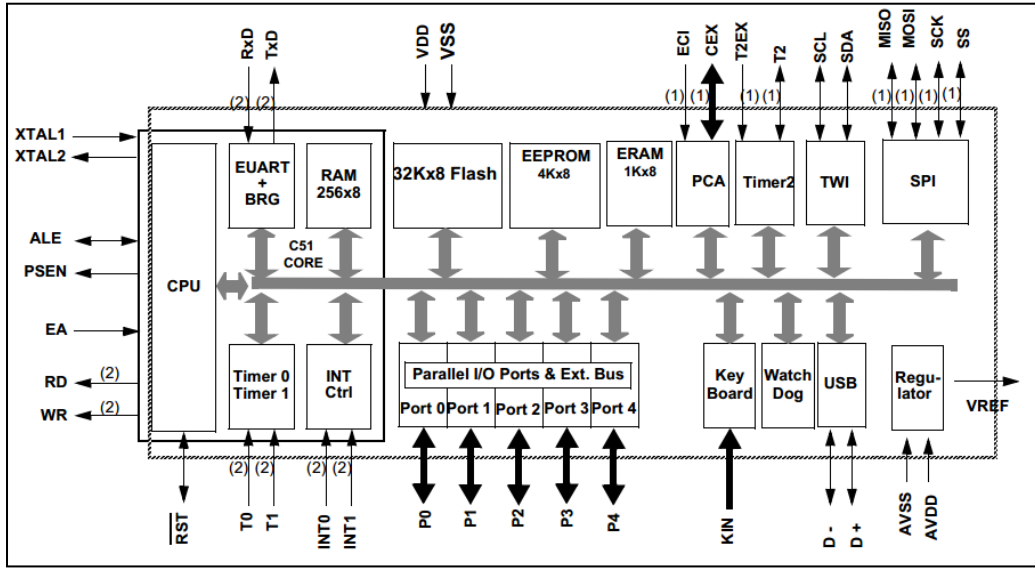 RxD
TxD
VDD
VSS
ECI
CEX
T2EX
T2
SCL
SDA
MISO
MOSI
SCK
SS
(2) (2)
(1) (1) (1) (1)
(1) (1) (1) (1)
XTAL1
XTAL2
ALE
PSEN
EA
RD (2)
WR (2)
CPU
EUART
+
BRG
RAM
256x8
C51
CORE
32Kx8 Flash
EEPROM
4Kx8
ERAM
1Kx8
PCA
Timer2
TWI
SPI
Timer 0
Timer 1
INT
Ctrl
Parallel I/O Ports & Ext. Bus
Port 0 Port 1 Port 2 Port 3 Port 4
Key
Board
Watch
Dog
USB
Regu-
lator
VREF
(2) (2) (2) (2)
RST
T0
T1
INT0
INT1
P0
P1
P2
P3
P4
KIN
D -
D +
AVSS
AVDD